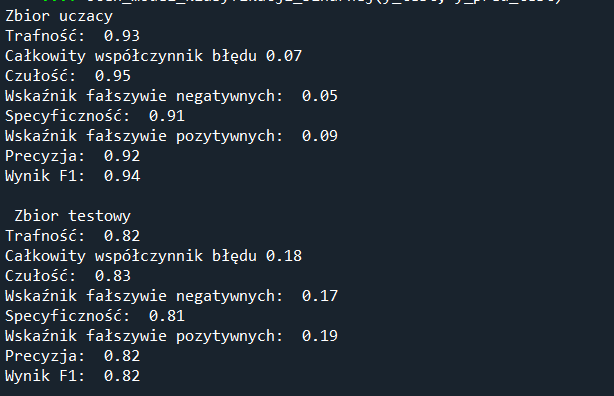 Zbior uczacy
Trafność:  0.93
Całkowity współczynnik błędu 0.07
Czułość:  0.95
Wskaźnik fałszywie negatywnych:  0.05
Specyficzność:  0.91
Wskaźnik fałszywie pozytywnych:  0.09
Precyzja:  0.92
Wynik F1:  0.94

 Zbior testowy
Trafność:  0.82
Całkowity współczynnik błędu 0.18
Czułość:  0.83
Wskaźnik fałszywie negatywnych:  0.17
Specyficzność:  0.81
Wskaźnik fałszywie pozytywnych:  0.19
Precyzja:  0.82
Wynik F1:  0.82